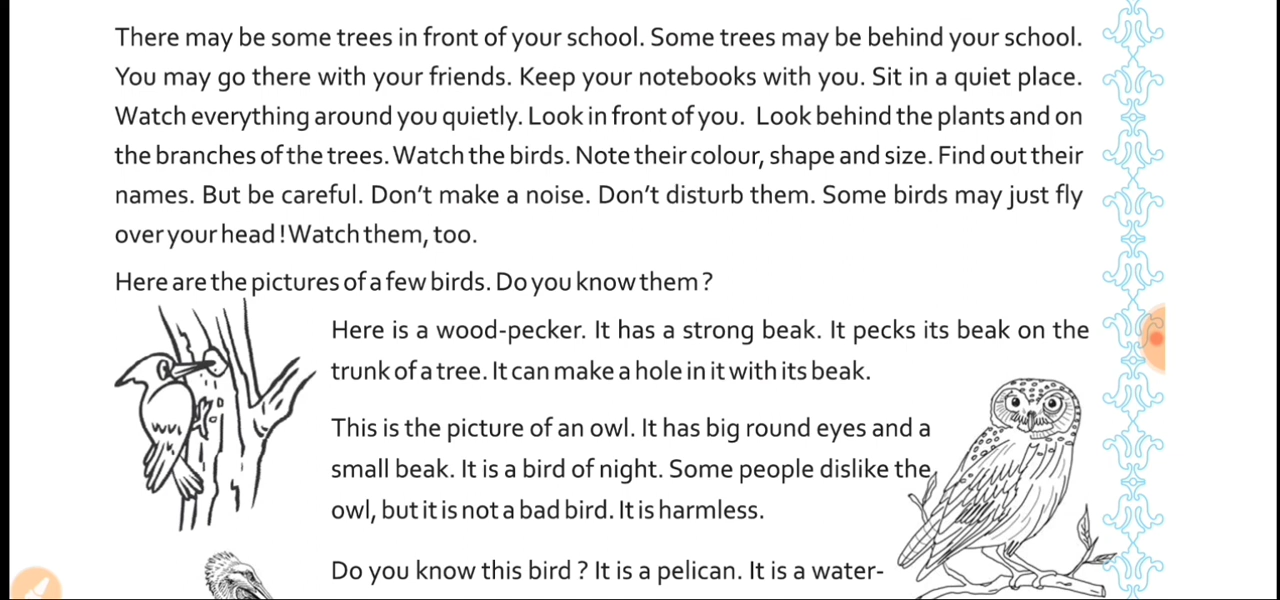 There may be some trees in front of your school. Some trees may be behind your school.
You may go there with your friends. Keep your notebooks with you. Sit in a quiet place.
Watch everything around you quietly. Look in front of you. Look behind the plants and on
the branches of the trees. Watch the birds. Note their colour, shape and size. Find out their
names. But be careful. Don't make a noise. Don't disturb them. Some birds may just fly
over your head ! Watch them, too.
Here are the pictures of a few birds. Do you know them ?
Here is a wood-pecker. It has a strong beak. It pecks its beak on the
trunk of a tree. It can make a hole in it with its beak.
This is the picture of an owl. It has big round eyes and a
small beak. It is a bird of night. Some people dislike the
owl, but it is not a bad bird. It is harmless.
Do you know this bird ? It is a pelican. It is a water-